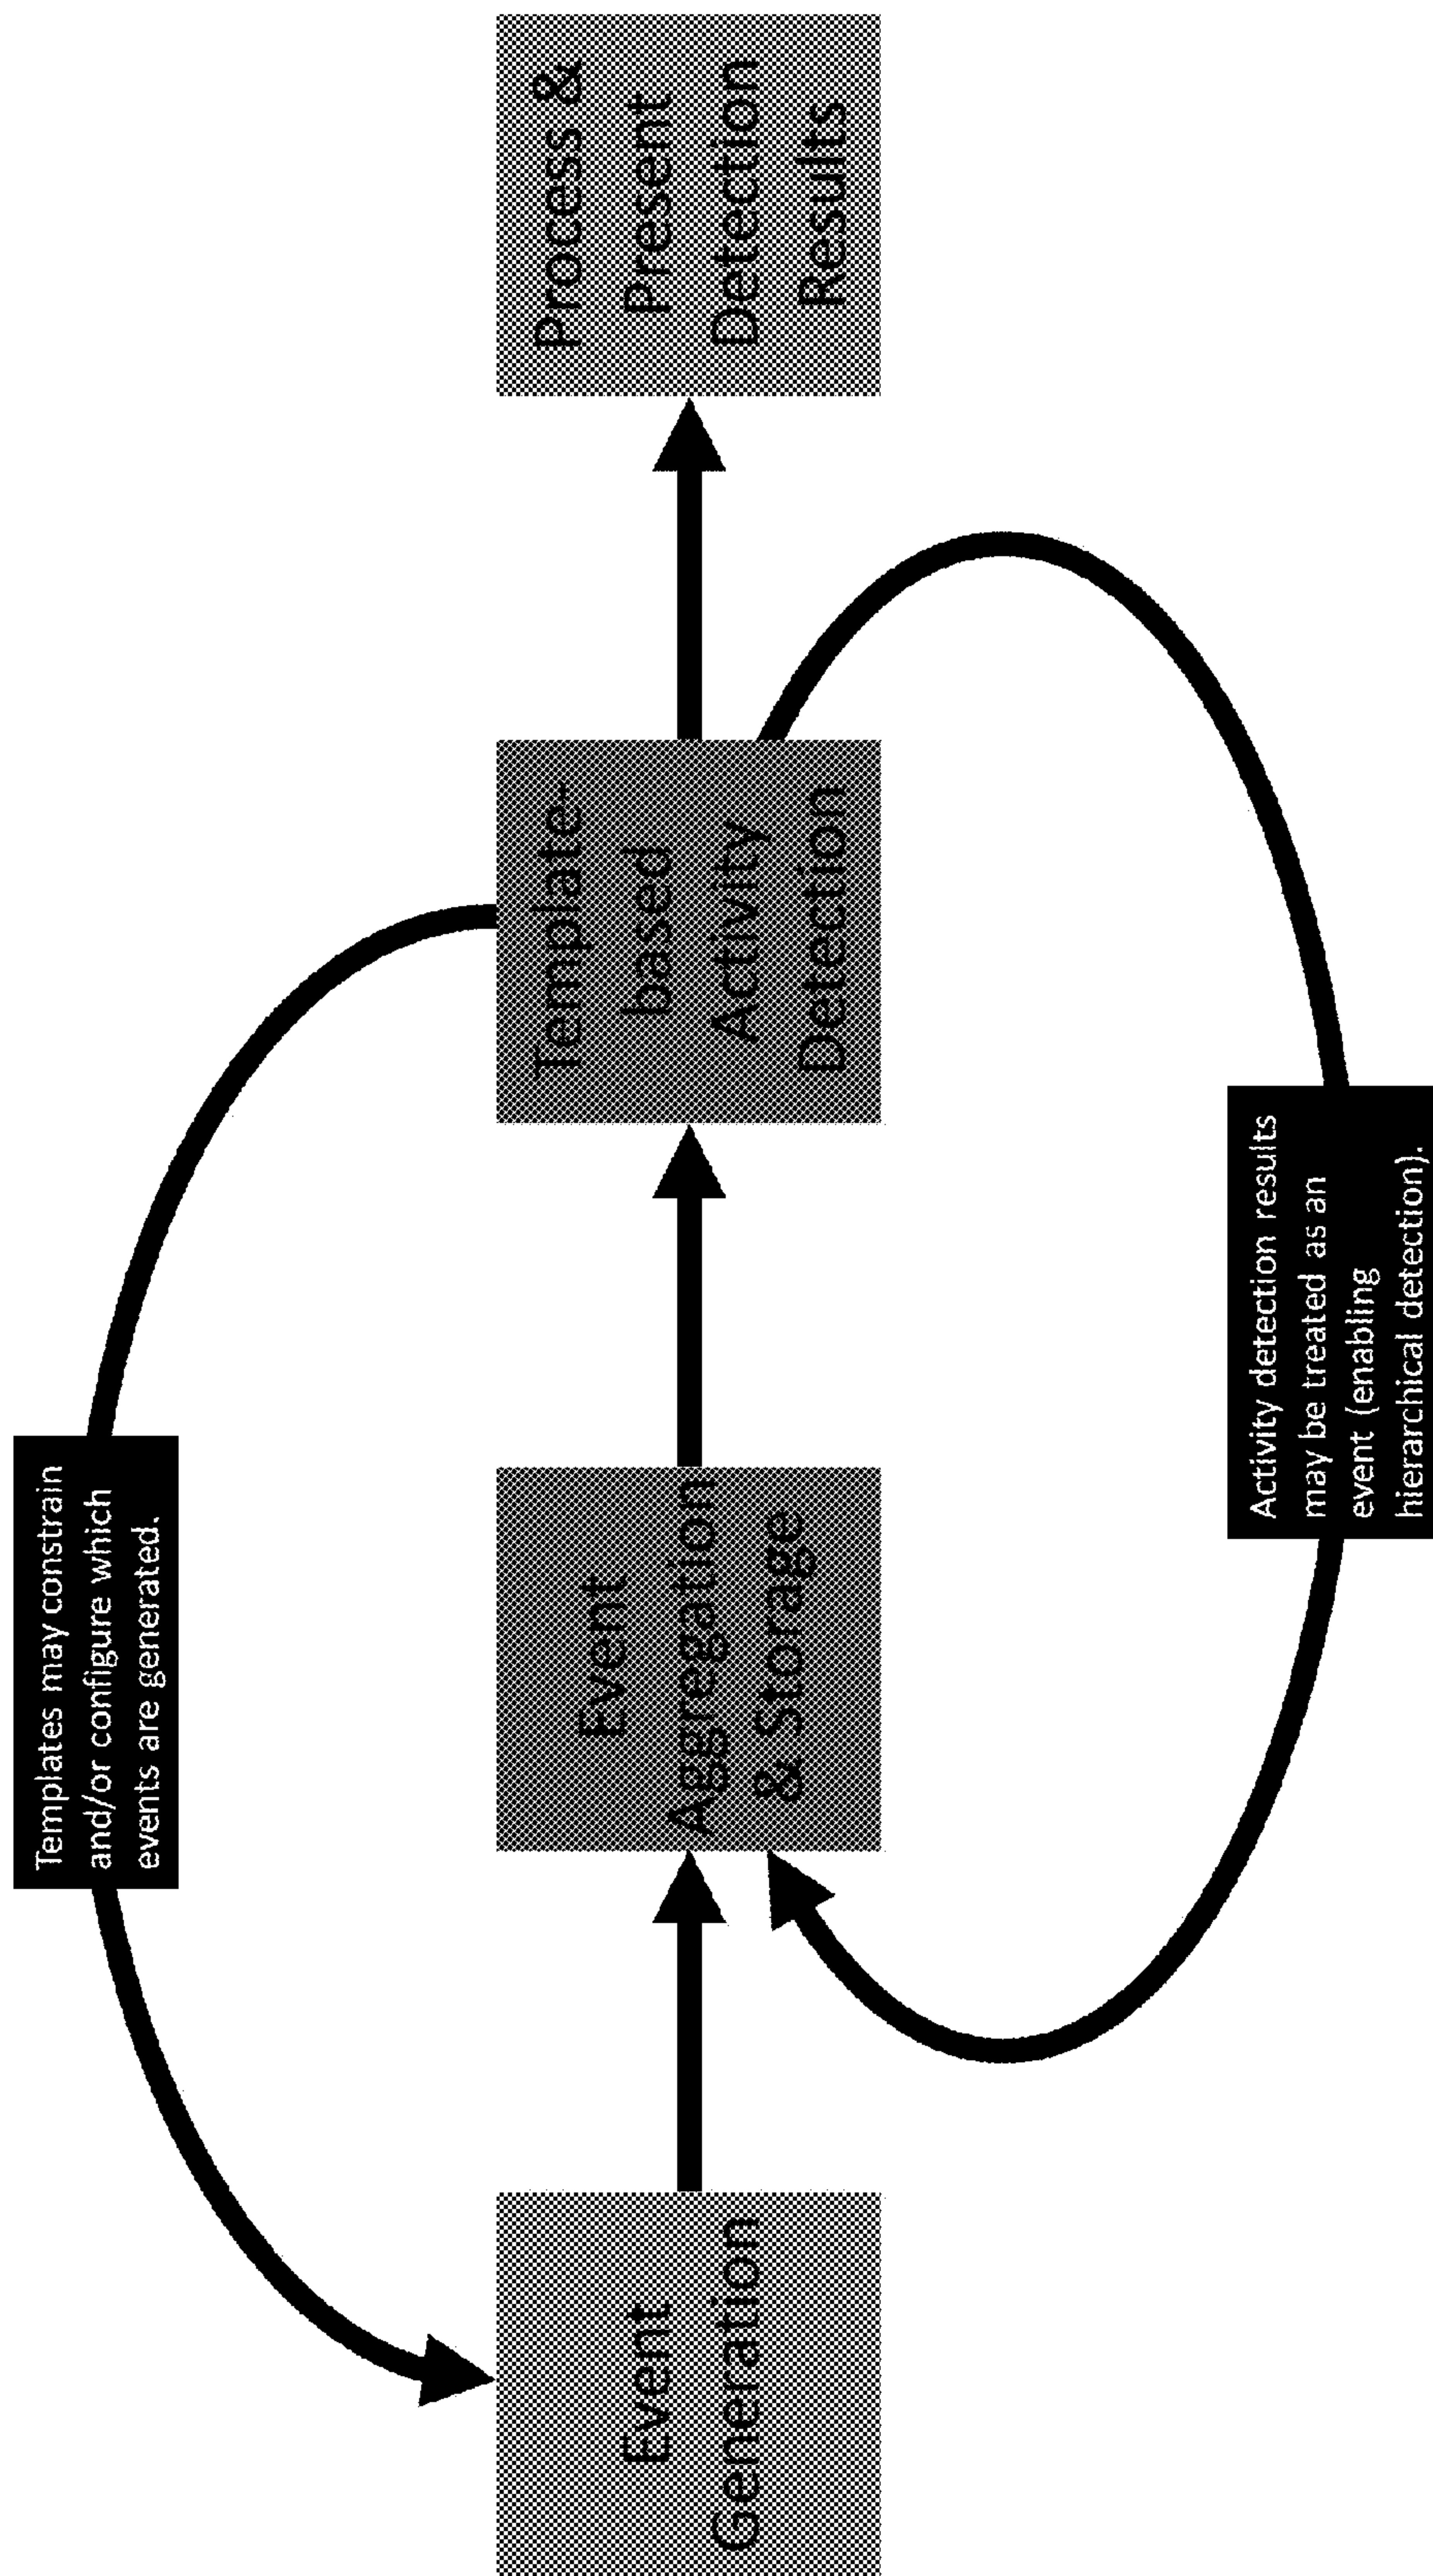 Templates may constrain
and/or configure which
events are generated.
Event
Generation
Event
Aggregation
& Storage
Template-
based
Activity
Detection
Process &
Present
Detection
Results
Activity detection results
may be treated as an
event (enabling
hierarchical detection).